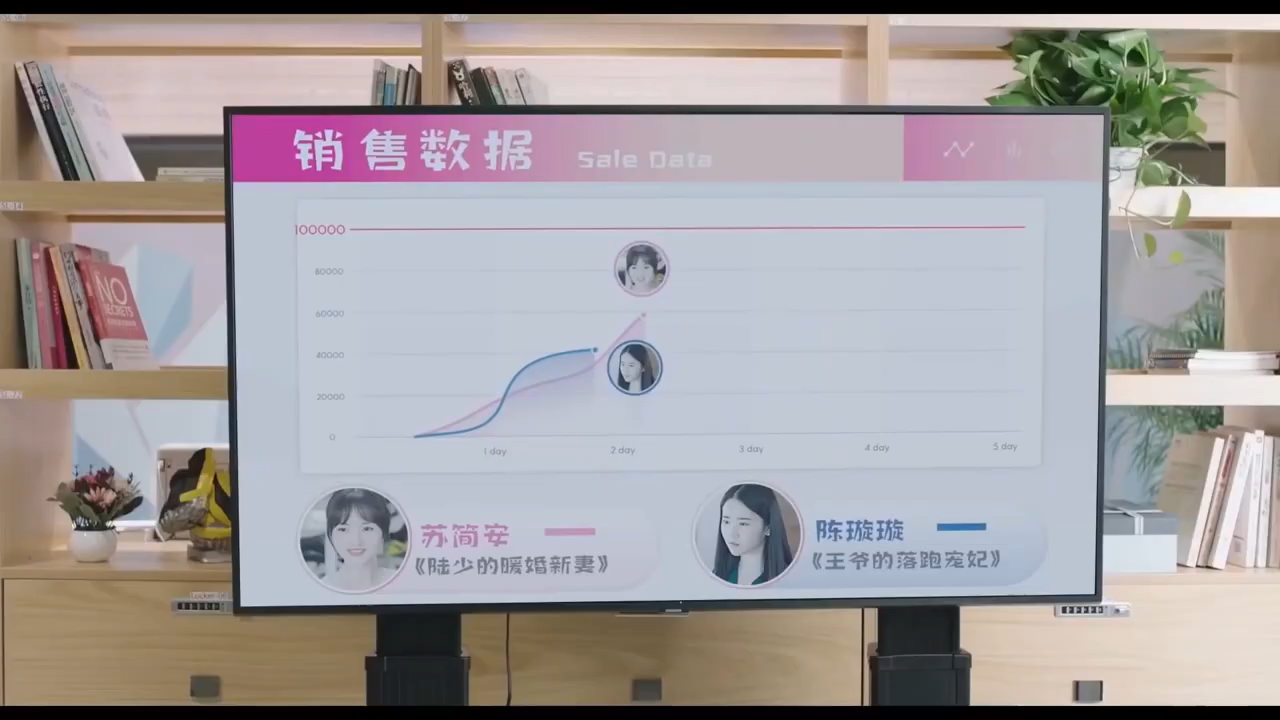 销售数据 Sale Data
100000
80000
60000
40000
20000
0
1 day 2 day 3 day 4 day 5 day
苏简安
《陆少的暖婚新妻》
陈璇璇
《王爷的落跑宠妃》
NO
SECRETS